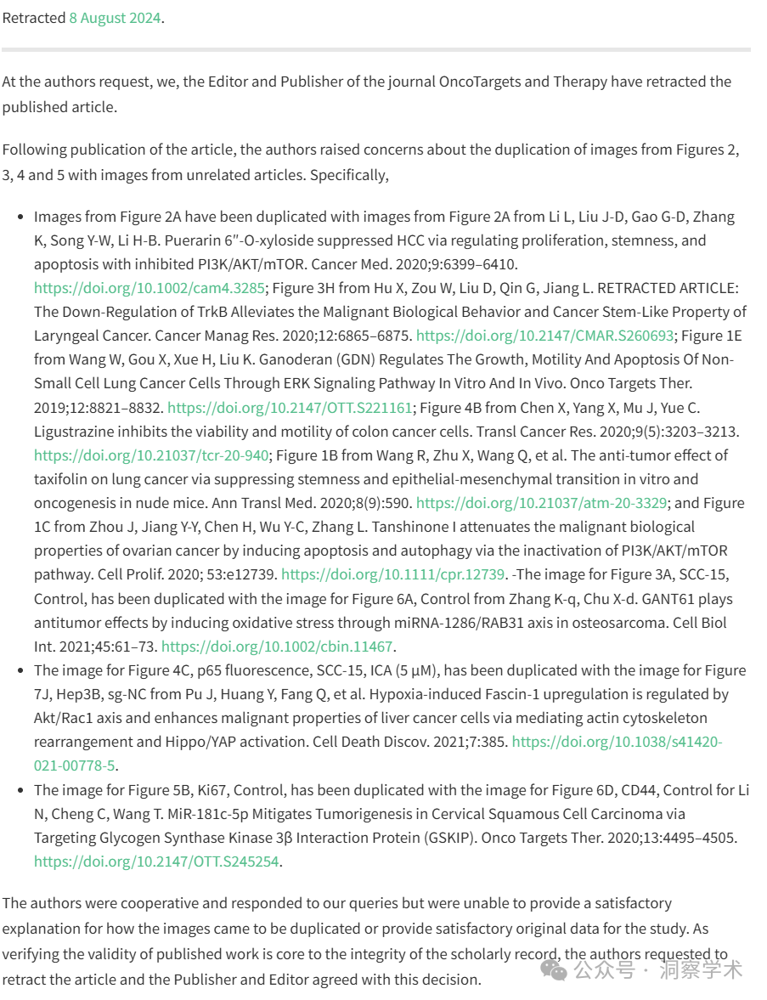 Retracted 8 August 2024.
At the authors request, we, the Editor and Publisher of the journal OncoTargets and Therapy have retracted the
published article.
Following publication of the article, the authors raised concerns about the duplication of images from Figures 2,
3, 4 and 5 with images from unrelated articles. Specifically,
• Images from Figure 2A have been duplicated with images from Figure 2A from Li L, Liu J-D, Gao G-D, Zhang
K, Song Y-W, Li H-B. Puerarin 6″-O-xyloside suppressed HCC via regulating proliferation, stemness, and
apoptosis with inhibited PI3K/AKT/mTOR. Cancer Med. 2020;9:6399–6410.
https://doi.org/10.1002/cam4.3285; Figure 3H from Hu X, Zou W, Liu D, Qin G, Jiang L. RETRACTED ARTICLE:
The Down-Regulation of TrkB Alleviates the Malignant Biological Behavior and Cancer Stem-Like Property of
Laryngeal Cancer. Cancer Manag Res. 2020;12:6865–6875. https://doi.org/10.2147/CMAR.S260693; Figure 1E
from Wang W, Gou X, Xue H, Liu K. Ganoderan (GDN) Regulates The Growth, Motility And Apoptosis Of Non-
Small Cell Lung Cancer Cells Through ERK Signaling Pathway In Vitro And In Vivo. Onco Targets Ther.
2019;12:8821–8832. https://doi.org/10.2147/OTT.S221161; Figure 4B from Chen X, Yang X, Mu J, Yue C.
Ligustrazine inhibits the viability and motility of colon cancer cells. Transl Cancer Res. 2020;9(5):3203–3213.
https://doi.org/10.21037/tcr-20-940; Figure 1B from Wang R, Zhu X, Wang Q, et al. The anti-tumor effect of
taxifolin on lung cancer via suppressing stemness and epithelial-mesenchymal transition in vitro and
oncogenesis in nude mice. Ann Transl Med. 2020;8(9):590. https://doi.org/10.21037/atm-20-3329; and Figure
1C from Zhou J, Jiang Y-Y, Chen H, Wu Y-C, Zhang L. Tanshinone I attenuates the malignant biological
properties of ovarian cancer by inducing apoptosis and autophagy via the inactivation of PI3K/AKT/mTOR
pathway. Cell Prolif. 2020; 53:e12739. https://doi.org/10.1111/cpr.12739. -The image for Figure 3A, SCC-15,
Control, has been duplicated with the image for Figure 6A, Control from Zhang K-q, Chu X-d. GANT61 plays
antitumor effects by inducing oxidative stress through miRNA-1286/RAB31 axis in osteosarcoma. Cell Biol
Int. 2021;45:61–73. https://doi.org/10.1002/cbin.11467.
• The image for Figure 4C, p65 fluorescence, SCC-15, ICA (5 μM), has been duplicated with the image for Figure
7J, Hep3B, sg-NC from Pu J, Huang Y, Fang Q, et al. Hypoxia-induced Fascin-1 upregulation is regulated by
Akt/Rac1 axis and enhances malignant properties of liver cancer cells via mediating actin cytoskeleton
rearrangement and Hippo/YAP activation. Cell Death Discov. 2021;7:385. https://doi.org/10.1038/s41420-
021-00778-5.
• The image for Figure 5B, Ki67, Control, has been duplicated with the image for Figure 6D, CD44, Control for Li
N, Cheng C, Wang T. MiR-181c-5p Mitigates Tumorigenesis in Cervical Squamous Cell Carcinoma via
Targeting Glycogen Synthase Kinase 3β Interaction Protein (GSKIP). Onco Targets Ther. 2020;13:4495–4505.
https://doi.org/10.2147/OTT.S245254.
The authors were cooperative and responded to our queries but were unable to provide a satisfactory
explanation for how the images came to be duplicated or provide satisfactory original data for the study. As
verifying the validity of published work is core to the integrity of the scholarly record, the authors requested to
retract the article and the Publisher and Editor agreed with this decision.
公众号 · 洞察学术